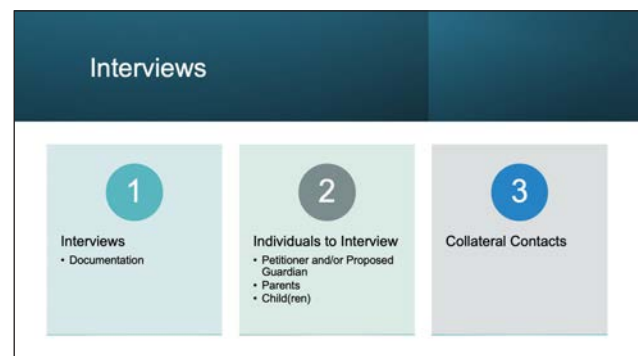 Interviews
1
Interviews
• Documentation
2
Individuals to Interview
• Petitioner and/or Proposed
Guardian
• Parents
• Child(ren)
3
Collateral Contacts